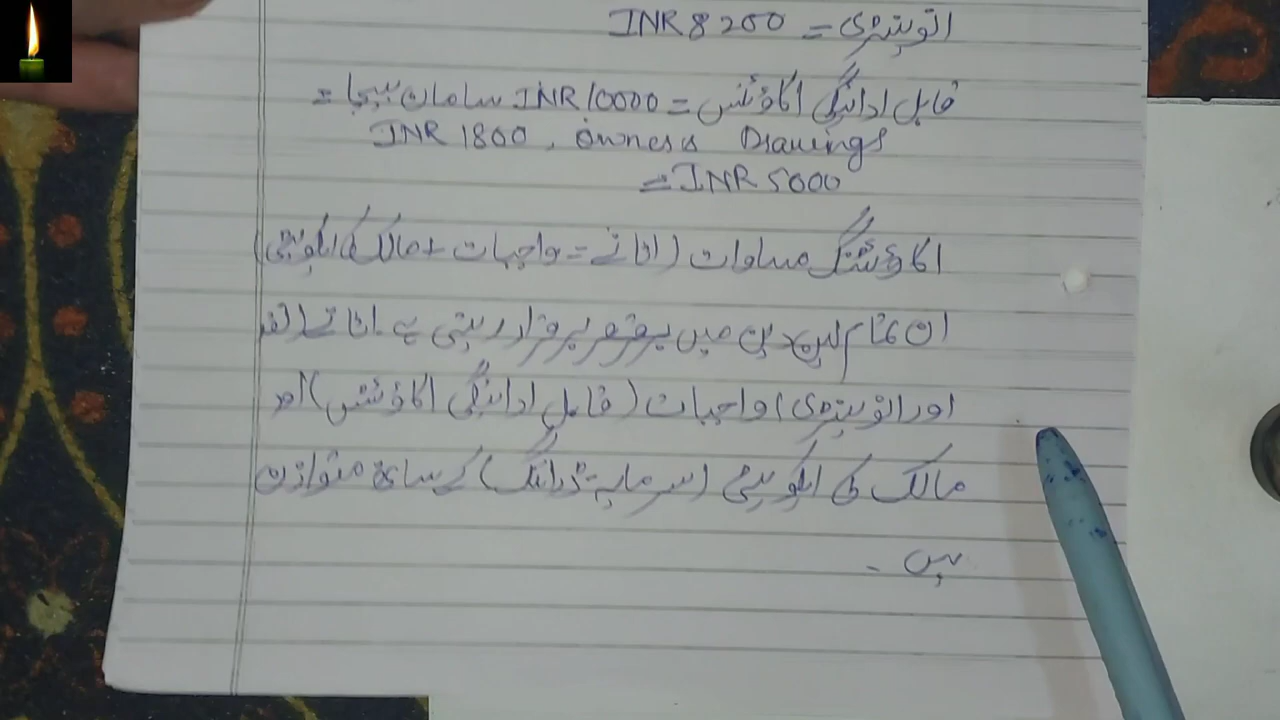 انوینٹری = INR 8200
قابل ادائیگی اکاؤنٹس = INR 10000 سامان بیچا =
INR 1800 , Owner's Drawings
= INR 5000
اکاؤنٹنگ مساوات (اثاثے = واجبات + مالک کی ایکویٹی)
ان تمام لین دین میں برقرار رہتی ہے۔ اثاثے (نقد
اور انوینٹری) واجبات (قابل ادائیگی اکاؤنٹس) اور
مالک کی ایکویٹی (سرمایہ - ڈرائنگ) کے ساتھ متوازن
ہیں ۔